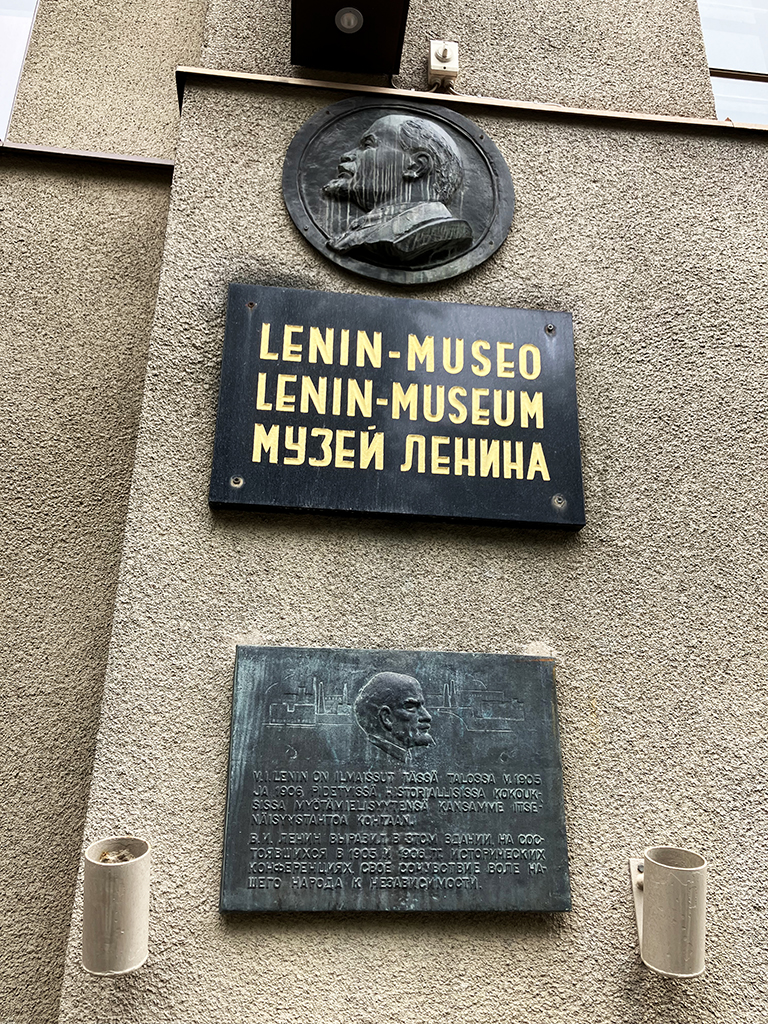 LENIN-MUSEO
LENIN-MUSEUM
МУЗЕЙ ЛЕНИНА
V.I. LENIN ON ILMAISSUT TÄSSÄ TALOSSA V. 1905
JA 1906 PIDETYISSÄ HISTORIALLISISSA KOKOUK-
SISSA MYÖTÄMIELISYYTENSÄ KANSAMME ITSE-
NÄISYYSTAHTOA KOHTAAN.
В.И. ЛЕНИН ВЫРАЗИЛ В ЭТОМ ЗДАНИИ, НА СОС-
ТОЯВШИХСЯ В 1905 И 1906 ГГ. ИСТОРИЧЕСКИХ
КОНФЕРЕНЦИЯХ, СВОЕ СОЧУВСТВИЕ ВОЛЕ НА-
ШЕГО НАРОДА К НЕЗАВИСИМОСТИ.